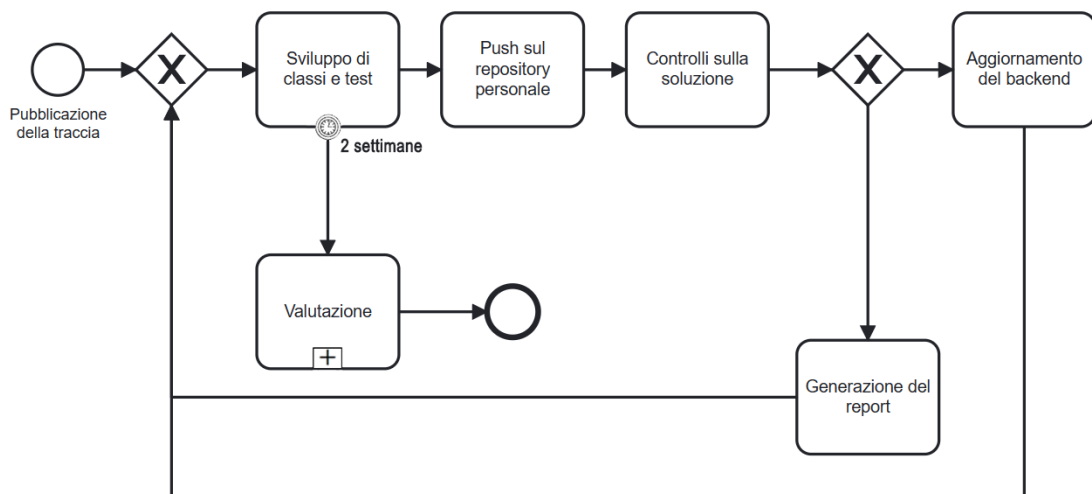 Pubblicazione
della traccia
Sviluppo di
classi e test
2 settimane
Push sul
repository
personale
Controlli sulla
soluzione
Aggiornamento
del backend
Valutazione
Generazione del
report